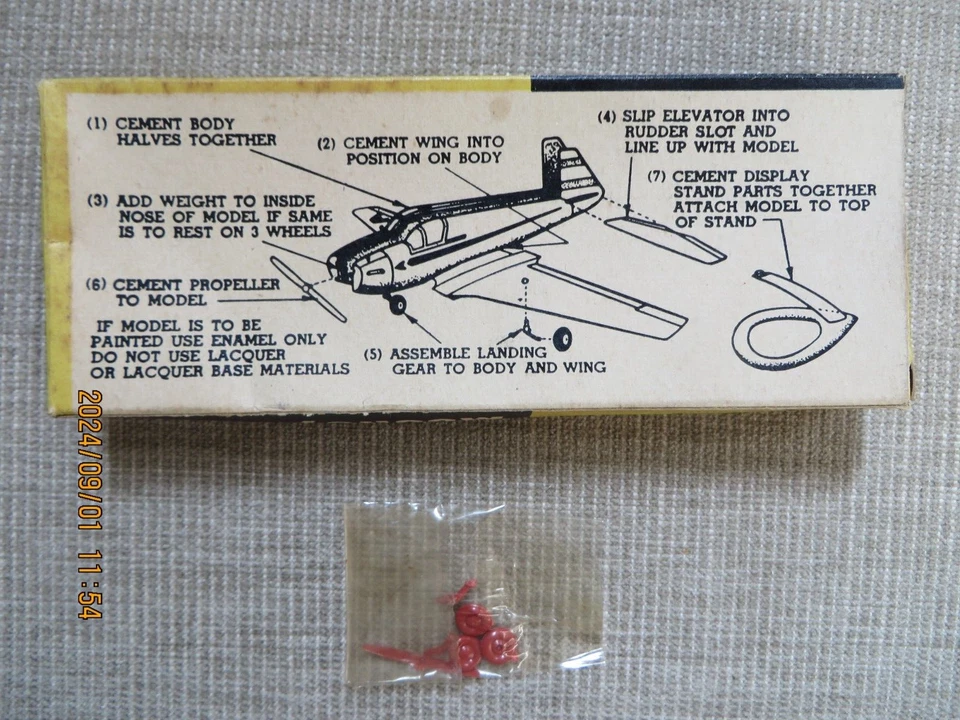 (1) CEMENT BODY
HALVES TOGETHER
(2) CEMENT WING INTO
POSITION ON BODY
(3) ADD WEIGHT TO INSIDE
NOSE OF MODEL IF SAME
IS TO REST ON 3 WHEELS
(4) SLIP ELEVATOR INTO
RUDDER SLOT AND
LINE UP WITH MODEL
(7) CEMENT DISPLAY
STAND PARTS TOGETHER
ATTACH MODEL TO TOP
OF STAND
(6) CEMENT PROPELLER
TO MODEL
IF MODEL IS TO BE
PAINTED USE ENAMEL ONLY
DO NOT USE LACQUER
OR LACQUER BASE MATERIALS
(5) ASSEMBLE LANDING
GEAR TO BODY AND WING
2024/09/01 11:54